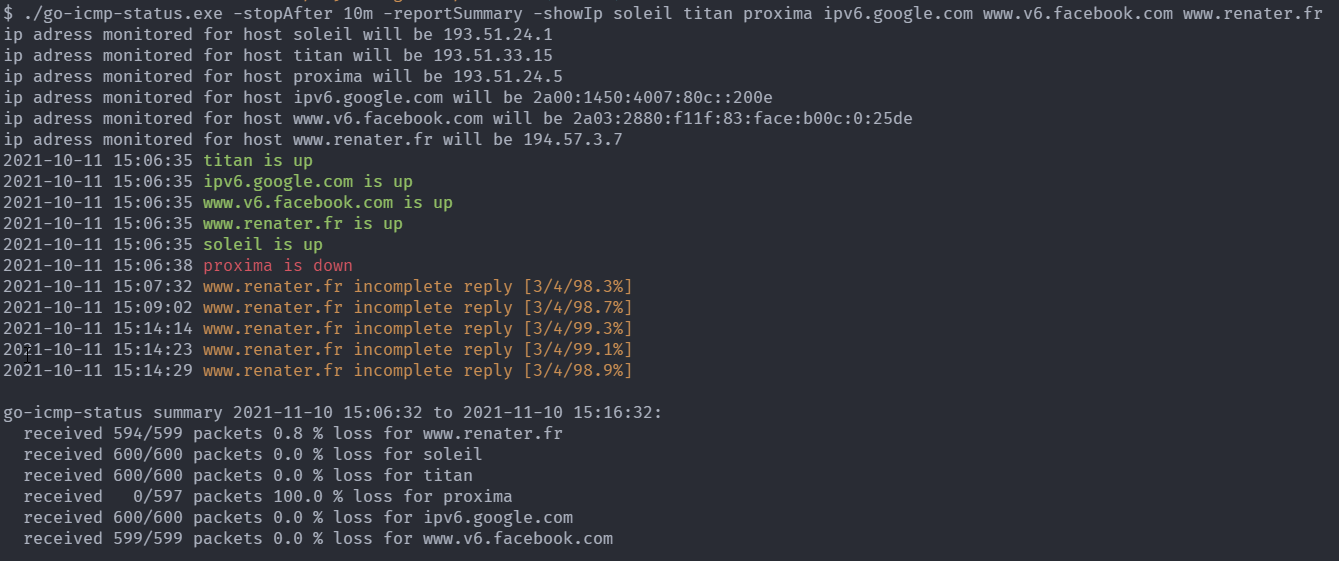 $ ./go-icmp-status.exe -stopAfter 10m -reportSummary -showIp soleil titan proxima ipv6.google.com www.v6.facebook.com www.renater.fr
ip adress monitored for host soleil will be 193.51.24.1
ip adress monitored for host titan will be 193.51.33.15
ip adress monitored for host proxima will be 193.51.24.5
ip adress monitored for host ipv6.google.com will be 2a00:1450:4007:80c::200e
ip adress monitored for host www.v6.facebook.com will be 2a03:2880:f11f:83:face:b00c:0:25de
ip adress monitored for host www.renater.fr will be 194.57.3.7
2021-10-11 15:06:35 titan is up
2021-10-11 15:06:35 ipv6.google.com is up
2021-10-11 15:06:35 www.v6.facebook.com is up
2021-10-11 15:06:35 www.renater.fr is up
2021-10-11 15:06:35 soleil is up
2021-10-11 15:06:38 proxima is down
2021-10-11 15:07:32 www.renater.fr incomplete reply [3/4/98.3%]
2021-10-11 15:09:02 www.renater.fr incomplete reply [3/4/98.7%]
2021-10-11 15:14:14 www.renater.fr incomplete reply [3/4/99.3%]
2021-10-11 15:14:23 www.renater.fr incomplete reply [3/4/99.1%]
2021-10-11 15:14:29 www.renater.fr incomplete reply [3/4/98.9%]
go-icmp-status summary 2021-11-10 15:06:32 to 2021-11-10 15:16:32:
received 594/599 packets 0.8 % loss for www.renater.fr
received 600/600 packets 0.0 % loss for soleil
received 600/600 packets 0.0 % loss for titan
received   0/597 packets 100.0 % loss for proxima
received 600/600 packets 0.0 % loss for ipv6.google.com
received 599/599 packets 0.0 % loss for www.v6.facebook.com